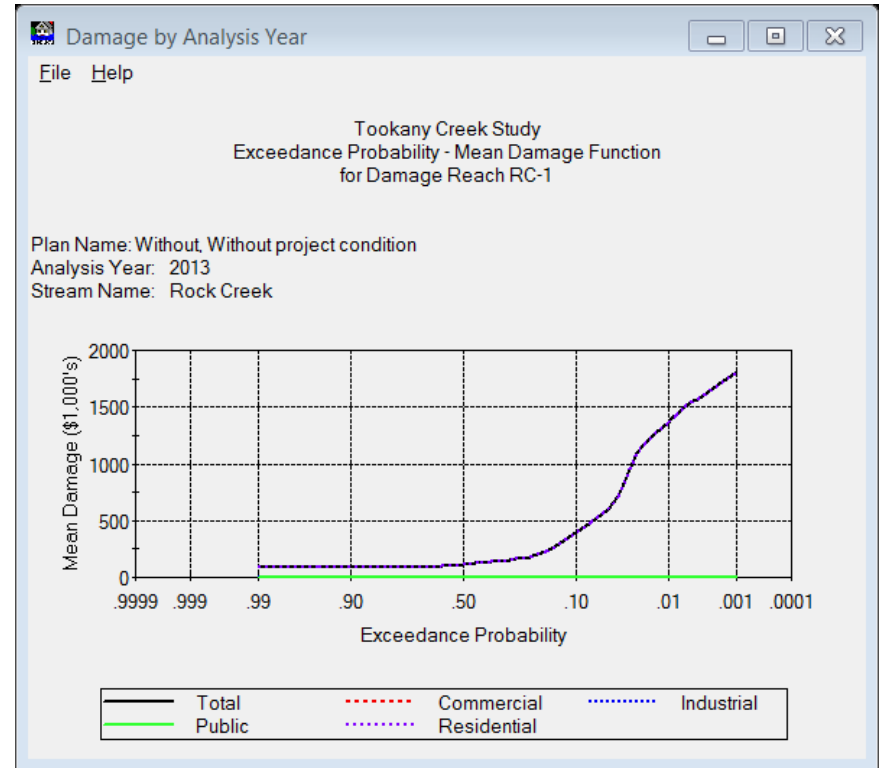 Damage by Analysis Year
File Help
Tookany Creek Study
Exceedance Probability - Mean Damage Function
for Damage Reach RC-1
Plan Name: Without, Without project condition
Analysis Year: 2013
Stream Name: Rock Creek
Mean Damage ($1,000's)
2000
1500
1000
500
0
.9999 .999 .99 .90 .50 .10 .01 .001 .0001
Exceedance Probability
Total Commercial Industrial
Public Residential